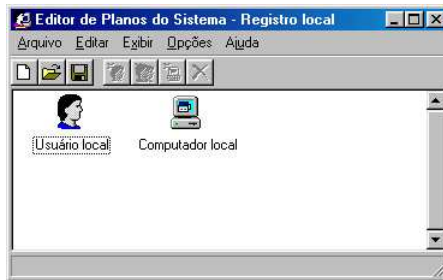 Editor de Planos do Sistema - Registro local
Arquivo Editar Exibir Opções Ajuda
Usuário local Computador local